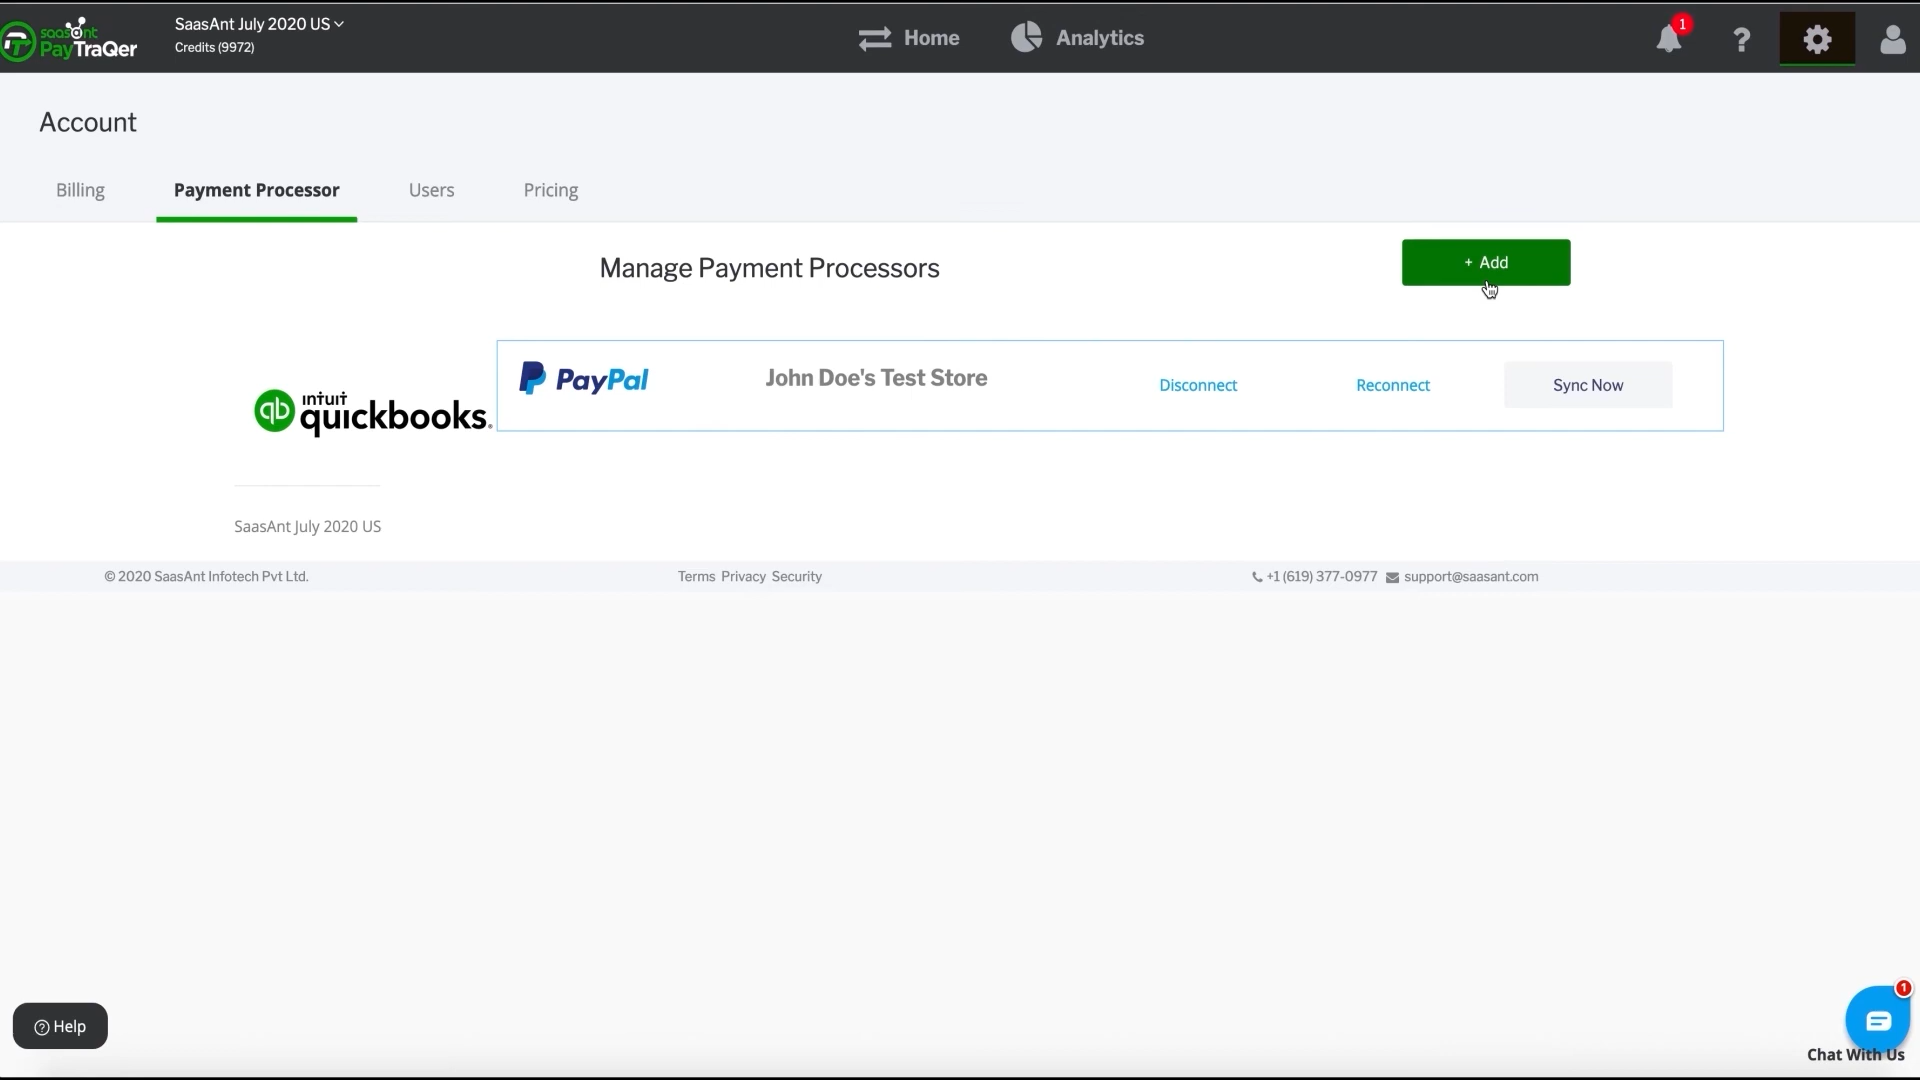 saasant
PayTraQer
SaasAnt July 2020 US
Credits (9972)
Home
Analytics
1
?
Account
Billing
Payment Processor
Users
Pricing
Manage Payment Processors
+ Add
intuit
quickbooks.
PayPal
John Doe's Test Store
Disconnect
Reconnect
Sync Now
SaasAnt July 2020 US
© 2020 SaasAnt Infotech Pvt Ltd.
Terms Privacy Security
+1 (619) 377-0977 support@saasant.com
? Help
1
Chat With Us